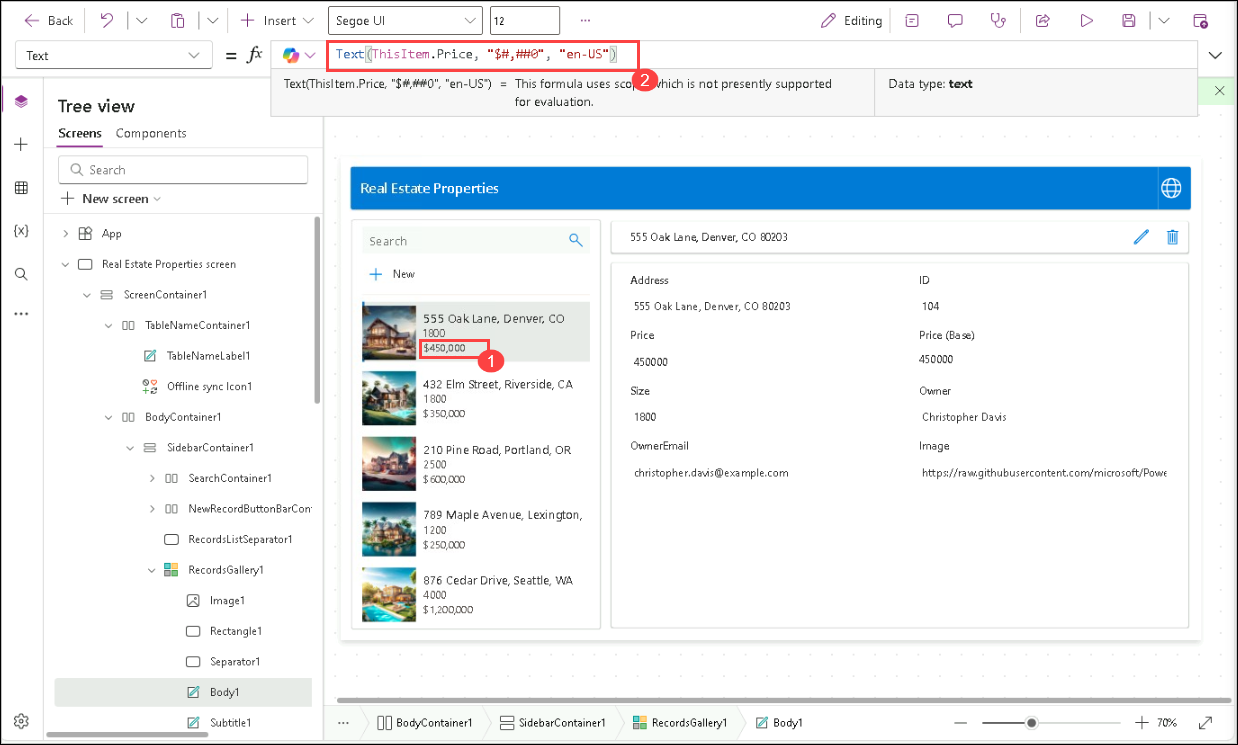 Back
Insert
Segoe UI
12
Editing
Text
= fx
Text(ThisItem.Price, "$#,##0", "en-US")
2
Text(ThisItem.Price, "$#,##0", "en-US") = This formula uses scop which is not presently supported
for evaluation.
Data type: text
Tree view
Screens
Components
Search
New screen
App
Real Estate Properties screen
ScreenContainer1
TableNameContainer1
TableNameLabel1
Offline sync Icon1
BodyContainer1
SidebarContainer1
SearchContainer1
NewRecordButtonBarCon
RecordsListSeparator1
RecordsGallery1
Image1
Rectangle1
Separator1
Body1
Subtitle1
{x}
Real Estate Properties
Search
New
555 Oak Lane, Denver, CO
1800
$450,000
1
432 Elm Street, Riverside, CA
1800
$350,000
210 Pine Road, Portland, OR
2500
$600,000
789 Maple Avenue, Lexington,
1200
$250,000
876 Cedar Drive, Seattle, WA
4000
$1,200,000
555 Oak Lane, Denver, CO 80203
Address
ID
555 Oak Lane, Denver, CO 80203
104
Price
Price (Base)
450000
450000
Size
Owner
1800
Christopher Davis
OwnerEmail
Image
christopher.davis@example.com
https://raw.githubusercontent.com/microsoft/Powe
BodyContainer1
SidebarContainer1
RecordsGallery1
Body1
70%